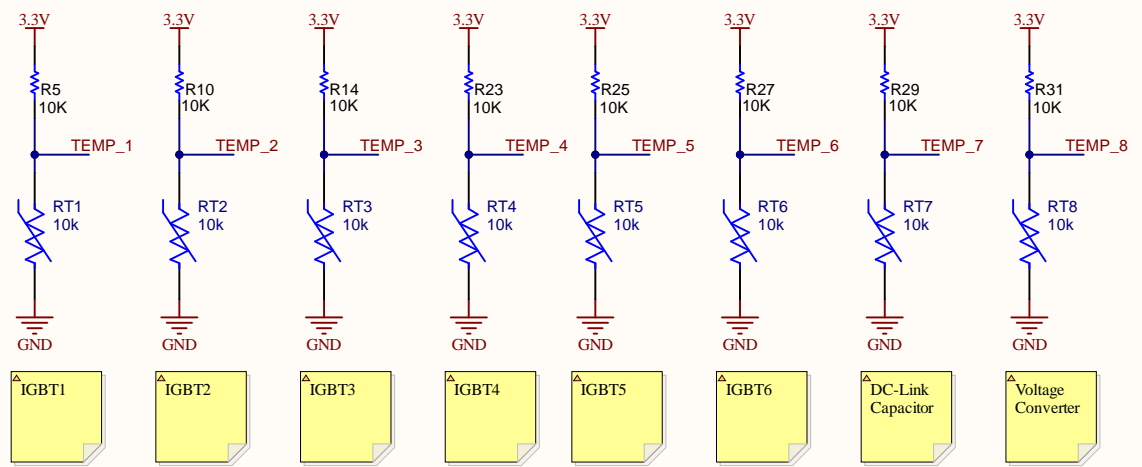 3.3V 3.3V 3.3V 3.3V 3.3V 3.3V 3.3V 3.3V
R5 R10 R14 R23 R25 R27 R29 R31
10K 10K 10K 10K 10K 10K 10K 10K
TEMP_1 TEMP_2 TEMP_3 TEMP_4 TEMP_5 TEMP_6 TEMP_7 TEMP_8
RT1 RT2 RT3 RT4 RT5 RT6 RT7 RT8
10k 10k 10k 10k 10k 10k 10k 10k
GND GND GND GND GND GND GND GND
IGBT1 IGBT2 IGBT3 IGBT4 IGBT5 IGBT6 DC-Link Voltage
Capacitor Converter